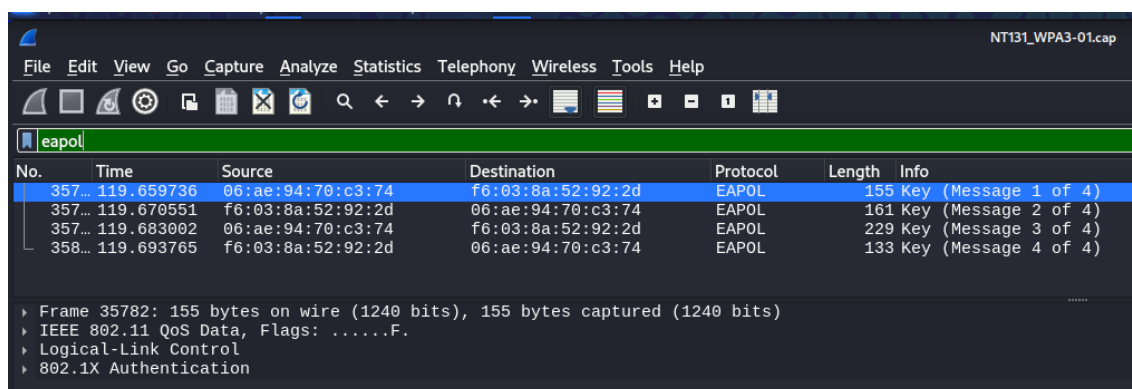 NT131_WPA3-01.cap
File Edit View Go Capture Analyze Statistics Telephony Wireless Tools Help
eapol
No. Time Source Destination Protocol Length Info
357… 119.659736 06:ae:94:70:c3:74 f6:03:8a:52:92:2d EAPOL 155 Key (Message 1 of 4)
357… 119.670551 f6:03:8a:52:92:2d 06:ae:94:70:c3:74 EAPOL 161 Key (Message 2 of 4)
357… 119.683002 06:ae:94:70:c3:74 f6:03:8a:52:92:2d EAPOL 229 Key (Message 3 of 4)
358… 119.693765 f6:03:8a:52:92:2d 06:ae:94:70:c3:74 EAPOL 133 Key (Message 4 of 4)
Frame 35782: 155 bytes on wire (1240 bits), 155 bytes captured (1240 bits)
IEEE 802.11 QoS Data, Flags: ......F.
Logical-Link Control
802.1X Authentication